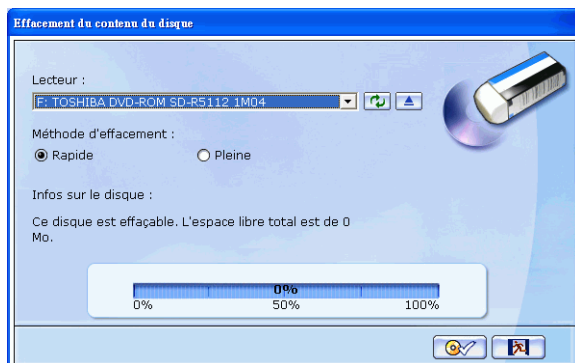 Effacement du contenu du disque
Lecteur :
F: TOSHIBA DVD-ROM SD-R5112 1M04
Méthode d'effacement :
Rapide Pleine
Infos sur le disque :
Ce disque est effaçable. L'espace libre total est de 0
Mo.
0%
0% 50% 100%